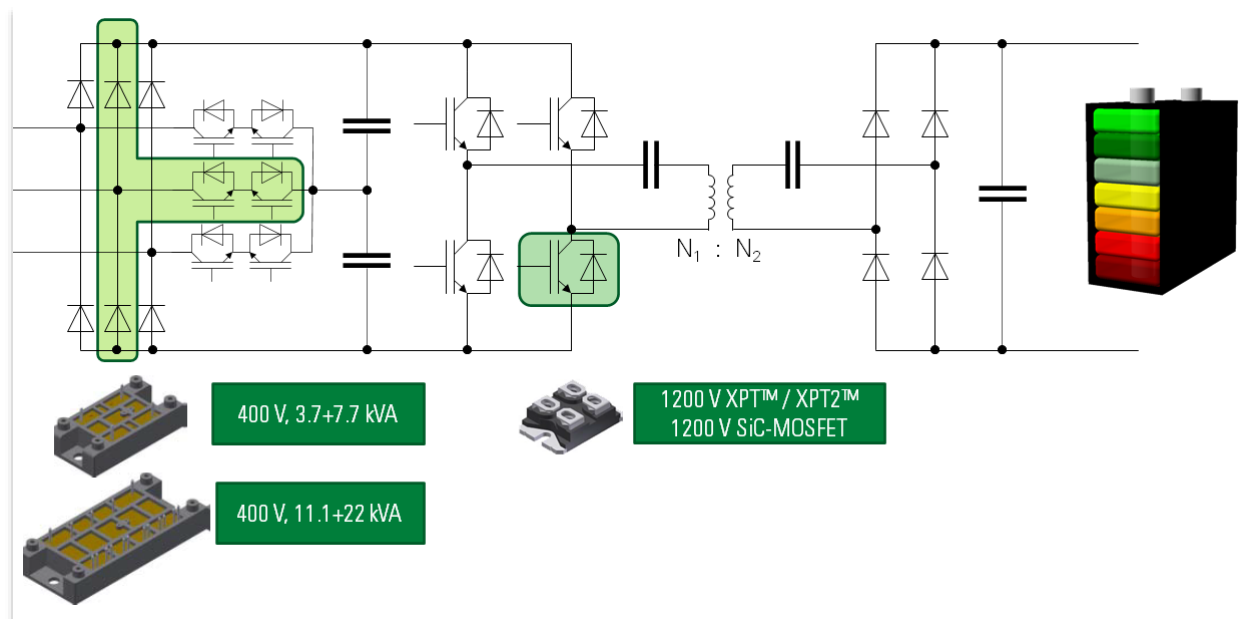 N₁ : N₂
400 V, 3.7+7.7 kVA
1200 V XPT™ / XPT2™
1200 V SiC-MOSFET
400 V, 11.1+22 kVA